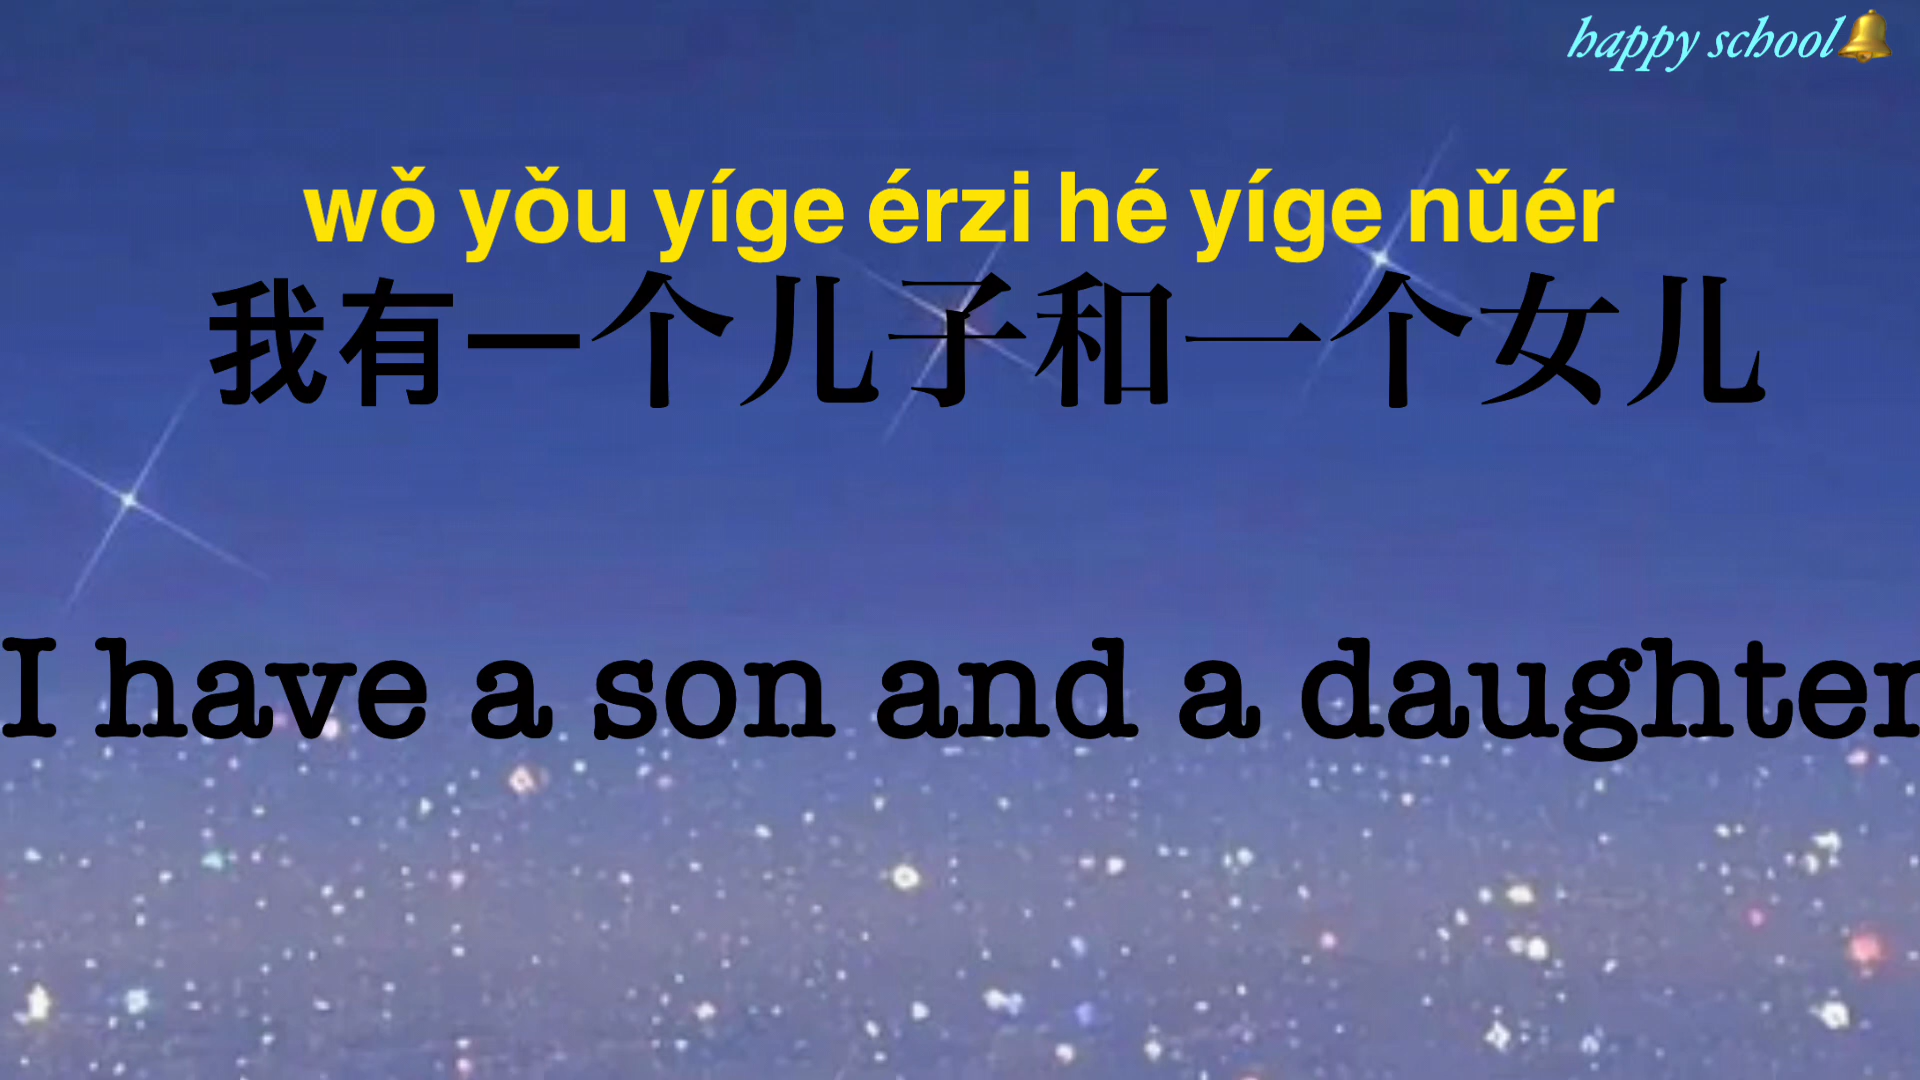 happy school🔔
wǒ yǒu yíge érzi hé yíge nǔér
我有一个儿子和一个女儿
I have a son and a daughter